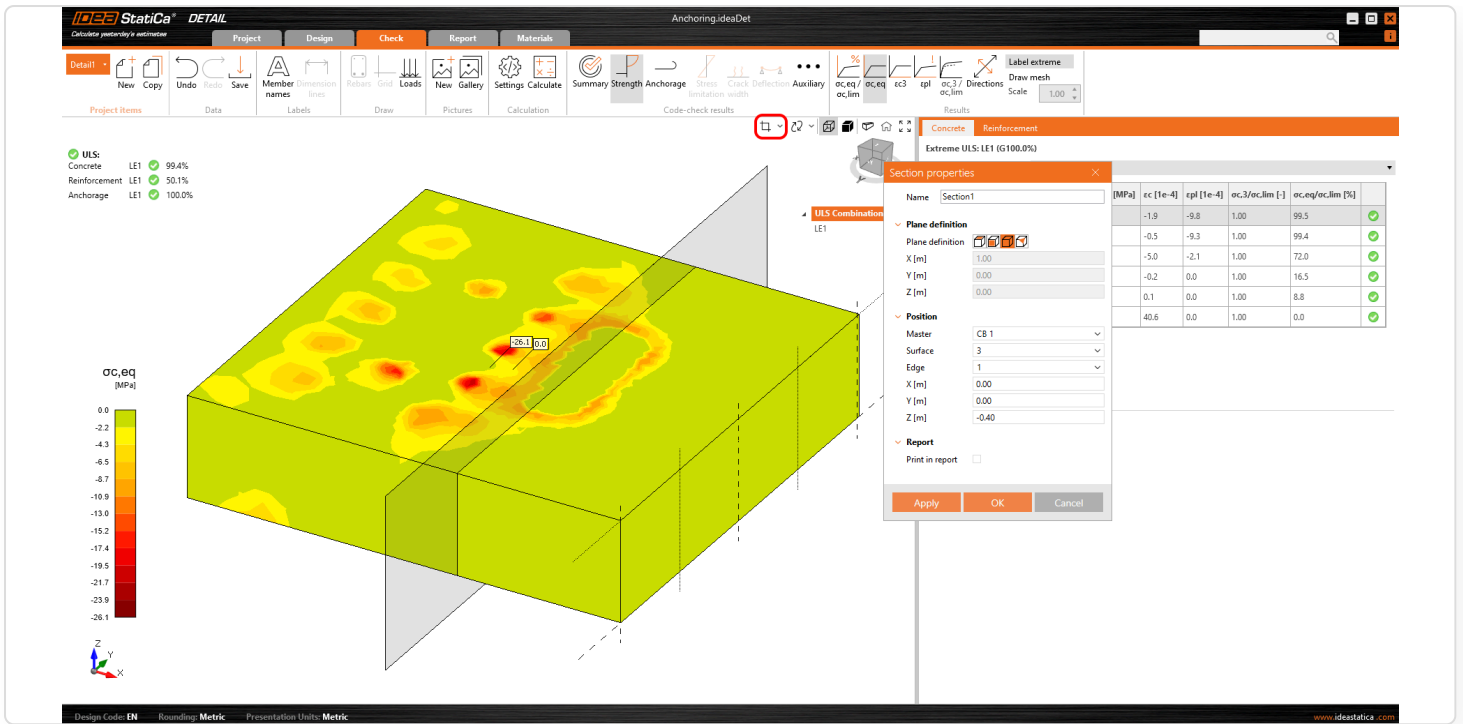 IDEA StatiCa® DETAIL
Calculate yesterday's estimates
Anchoring.ideaDet
Project Design Check Report Materials
Detail1
New Copy Undo Redo Save Member names Dimension lines Rebars Grid Loads New Gallery Settings Calculate Summary Strength Anchorage Stress limitation Crack width Deflection Auxiliary σc,eq / σc,lim σc,eq εc3 εpl σc,3 / σc,lim Directions
Label extreme
Draw mesh
Scale 1.00
Project items Data Labels Draw Pictures Calculation Code-check results Results
ULS:
Concrete LE1 99.4%
Reinforcement LE1 50.1%
Anchorage LE1 100.0%
ULS Combination
LE1
-26.1 0.0
σc,eq
[MPa]
0.0
-2.2
-4.3
-6.5
-8.7
-10.9
-13.0
-15.2
-17.4
-19.5
-21.7
-23.9
-26.1
Z
Y
X
Concrete Reinforcement
Extreme ULS: LE1 (G100.0%)
[MPa] εc [1e-4] εpl [1e-4] σc,3/σc,lim [-] σc,eq/σc,lim [%]
-1.9 -9.8 1.00 99.5
-0.5 -9.3 1.00 99.4
-5.0 -2.1 1.00 72.0
-0.2 0.0 1.00 16.5
0.1 0.0 1.00 8.8
40.6 0.0 1.00 0.0
Section properties
Name Section1
Plane definition
Plane definition
X [m] 1.00
Y [m] 0.00
Z [m] 0.00
Position
Master CB 1
Surface 3
Edge 1
X [m] 0.00
Y [m] 0.00
Z [m] -0.40
Report
Print in report
Apply OK Cancel
Design Code: EN Rounding: Metric Presentation Units: Metric
www.ideastatica.com